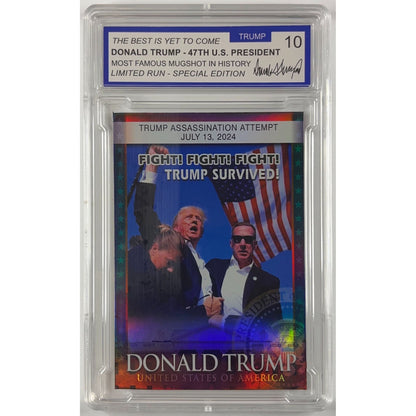 THE BEST IS YET TO COME
TRUMP
10
DONALD TRUMP - 47TH U.S. PRESIDENT
MOST FAMOUS MUGSHOT IN HISTORY
LIMITED RUN - SPECIAL EDITION
TRUMP ASSASSINATION ATTEMPT
JULY 13, 2024
FIGHT! FIGHT! FIGHT!
TRUMP SURVIVED!
DONALD TRUMP
UNITED STATES OF AMERICA